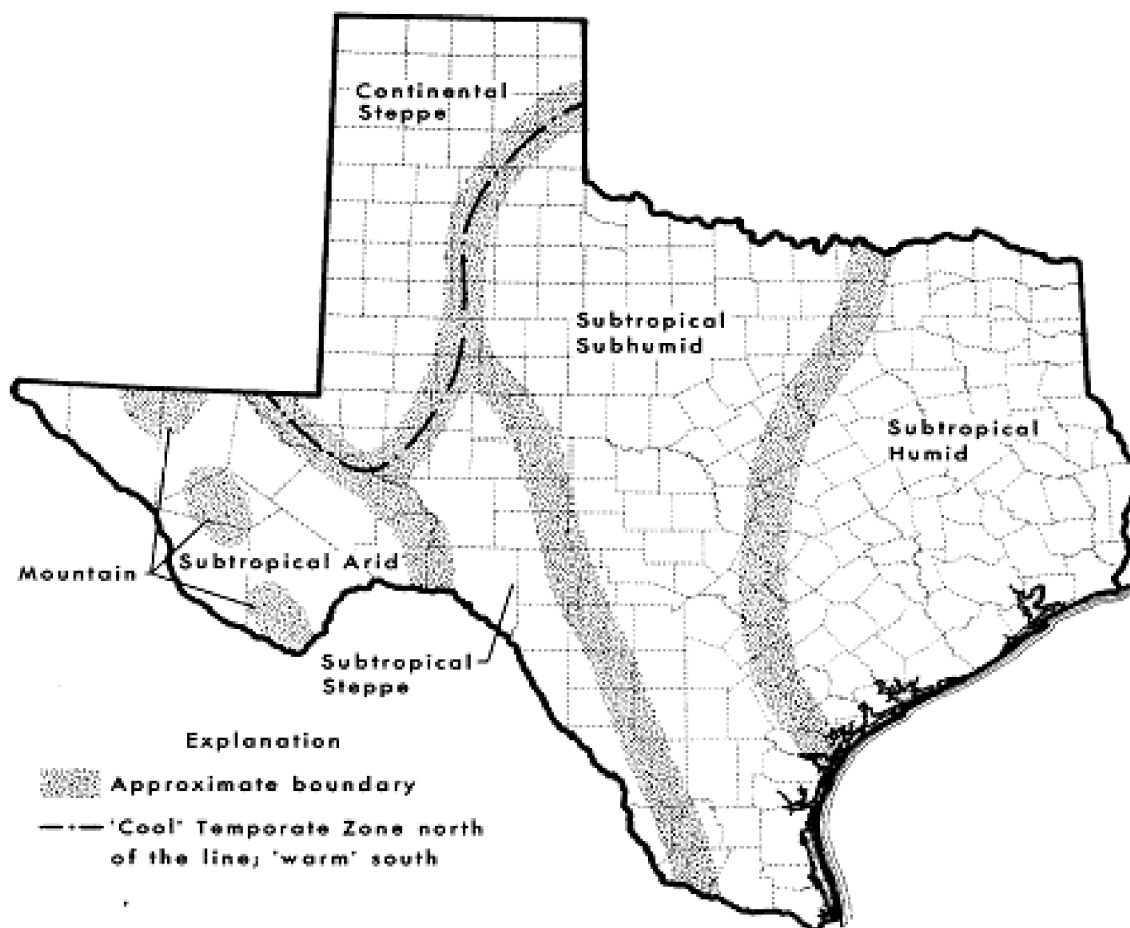 Continental
Steppe
Subtropical
Subhumid
Subtropical
Humid
Mountain
Subtropical Arid
Subtropical
Steppe
Explanation
Approximate boundary
'Cool' Temporate Zone north
of the line; 'warm' south